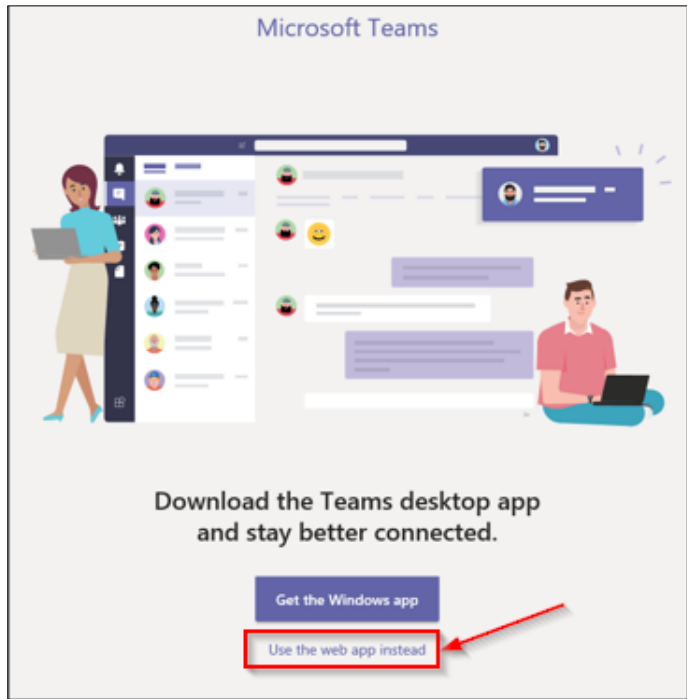 Microsoft Teams
Download the Teams desktop app
and stay better connected.
Get the Windows app
Use the web app instead